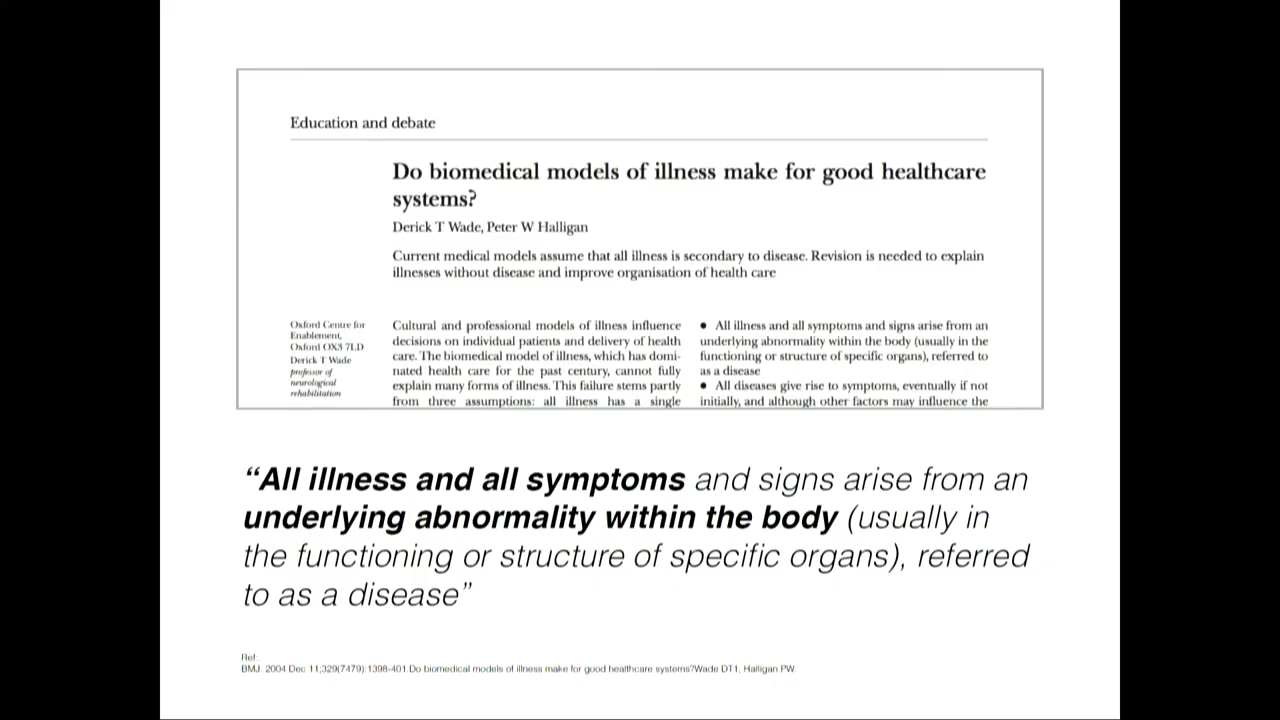 Education and debate
Do biomedical models of illness make for good healthcare
systems?
Derick T Wade, Peter W Halligan
Current medical models assume that all illness is secondary to disease. Revision is needed to explain
illnesses without disease and improve organisation of health care
Oxford Centre for
Enablement,
Oxford OX3 7LD
Derick T Wade
professor of
neurological
rehabilitation
Cultural and professional models of illness influence
decisions on individual patients and delivery of health
care. The biomedical model of illness, which has domi-
nated health care for the past century, cannot fully
explain many forms of illness. This failure stems partly
from three assumptions: all illness has a single
● All illness and all symptoms and signs arise from an
underlying abnormality within the body (usually in the
functioning or structure of specific organs), referred to
as a disease
● All diseases give rise to symptoms, eventually if not
initially, and although other factors may influence the
“All illness and all symptoms and signs arise from an
underlying abnormality within the body (usually in
the functioning or structure of specific organs), referred
to as a disease”
Ref:
BMJ. 2004 Dec 11;329(7479):1398-401.Do biomedical models of illness make for good healthcare systems?Wade DT1, Halligan PW.